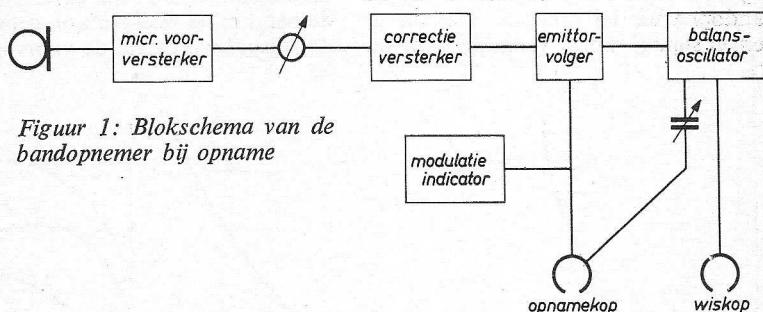 micr. voor-
versterker
correctie
versterker
emittor-
volger
balans-
oscillator
Figuur 1: Blokschema van de
bandopnemer bij opname
modulatie
indicator
opnamekop
wiskop